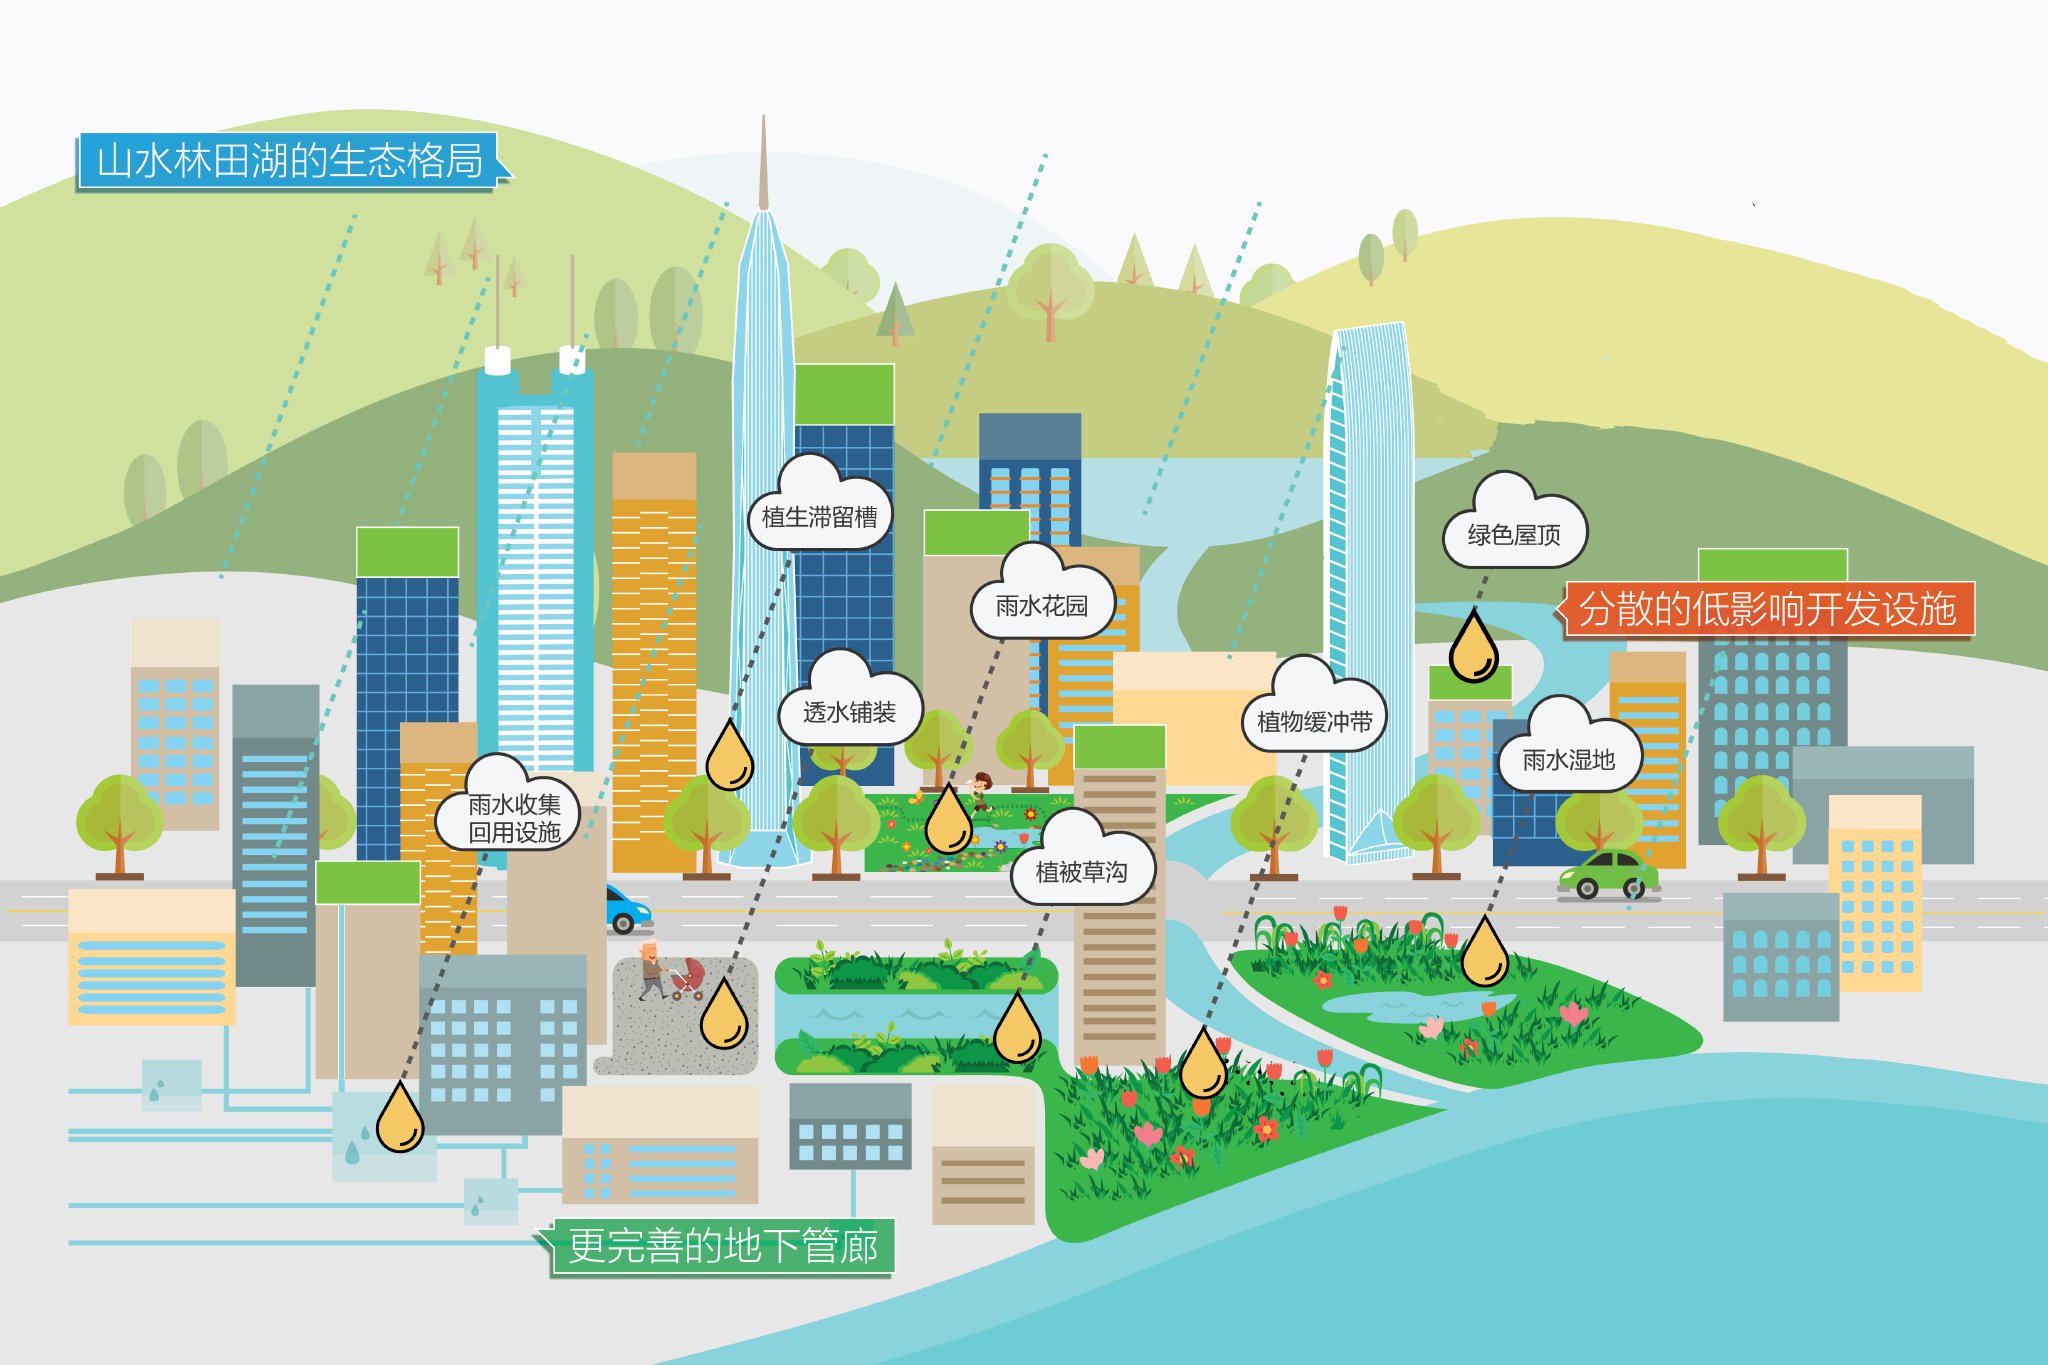 山水林田湖的生态格局
植生滞留槽
绿色屋顶
雨水花园
分散的低影响开发设施
透水铺装
植物缓冲带
雨水湿地
雨水收集
回用设施
植被草沟
更完善的地下管廊